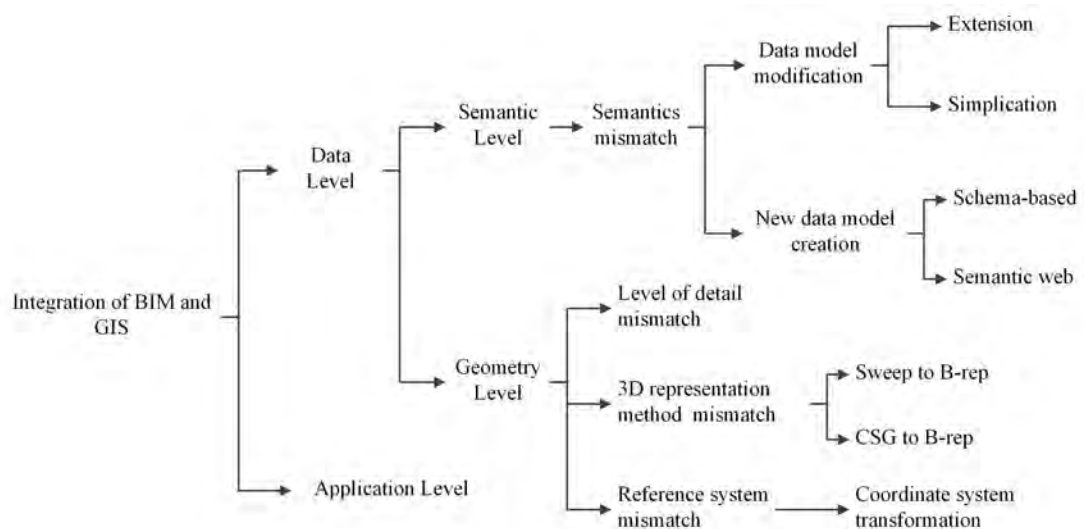 Integration of BIM and
GIS
Data
Level
Application Level
Semantic
Level
Geometry
Level
Semantics
mismatch
Data model
modification
Extension
Simplication
New data model
creation
Schema-based
Semantic web
Level of detail
mismatch
3D representation
method mismatch
Sweep to B-rep
CSG to B-rep
Reference system
mismatch
Coordinate system
transformation